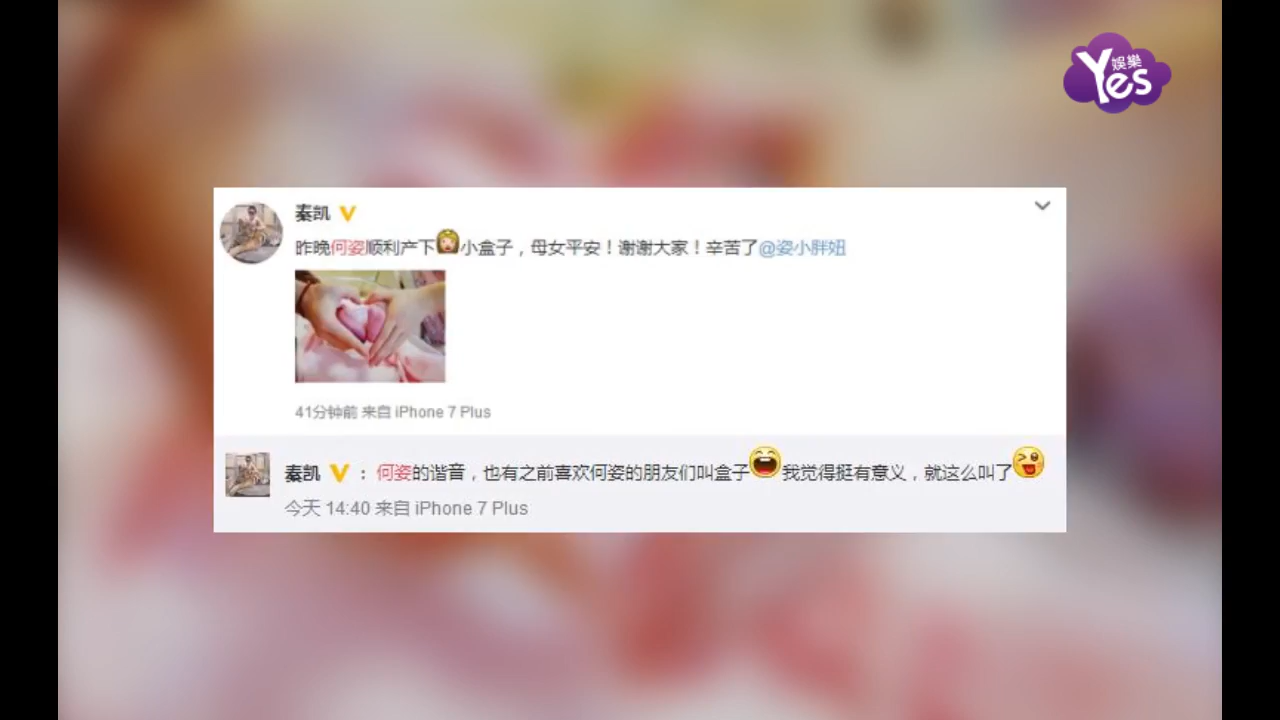 Yes娛樂
秦凯
昨晚何姿顺利产下小盒子，母女平安！谢谢大家！辛苦了@姿小胖妞
41分钟前 来自 iPhone 7 Plus
秦凯 ：何姿的谐音，也有之前喜欢何姿的朋友们叫盒子 我觉得挺有意义，就这么叫了
今天 14:40 来自 iPhone 7 Plus